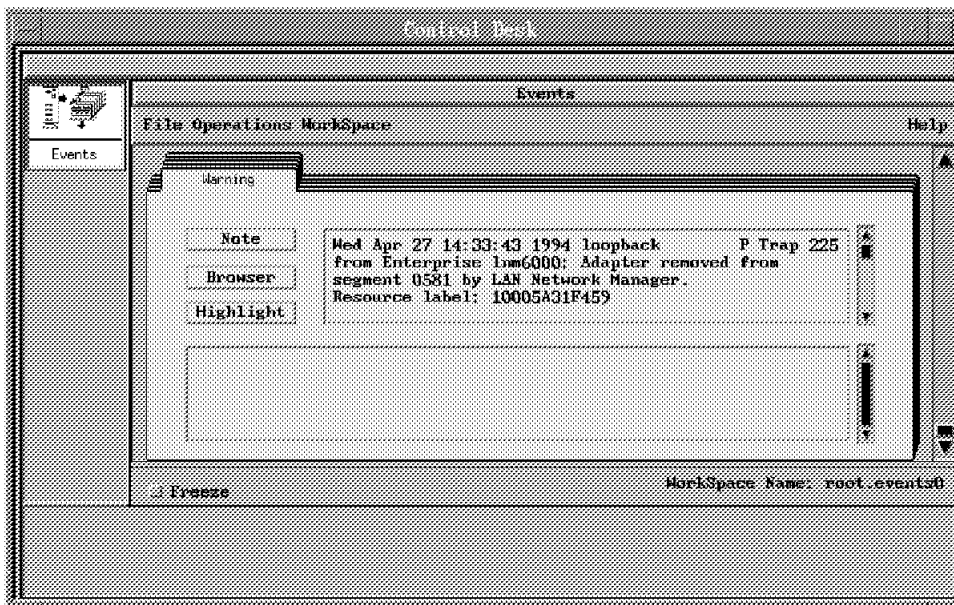 Control Desk
Events
File Operations WorkSpace Help
Events
Warning
Note
Browser
Highlight
Wed Apr 27 14:33:43 1994 loopback P Trap 225
from Enterprise lnm6000: Adapter removed from
segment 0581 by LAN Network Manager.
Resource label: 10005A31F459
Freeze
WorkSpace Name: root.events0